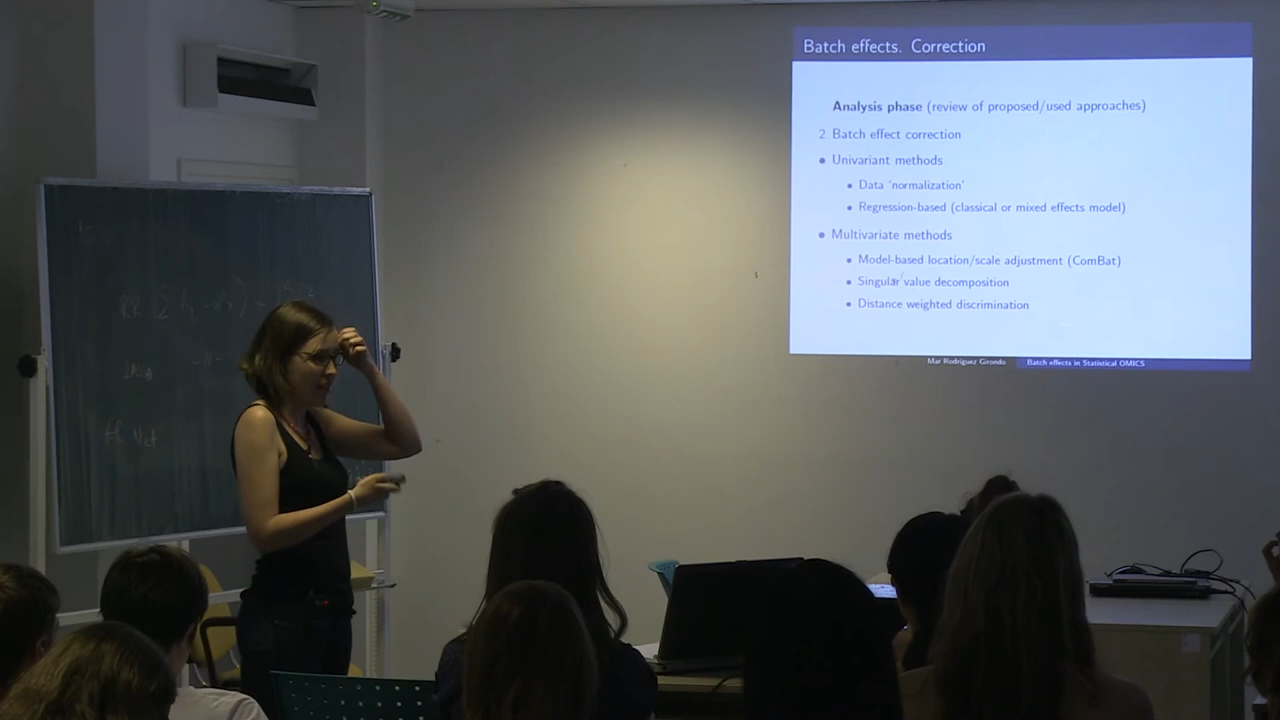 Batch effects. Correction
Analysis phase (review of proposed/used approaches)
2 Batch effect correction
• Univariant methods
• Data 'normalization'
• Regression-based (classical or mixed effects model)
• Multivariate methods
• Model-based location/scale adjustment (ComBat)
• Singular value decomposition
• Distance weighted discrimination
Mar Rodríguez Girondo Batch effects in Statistical OMICS